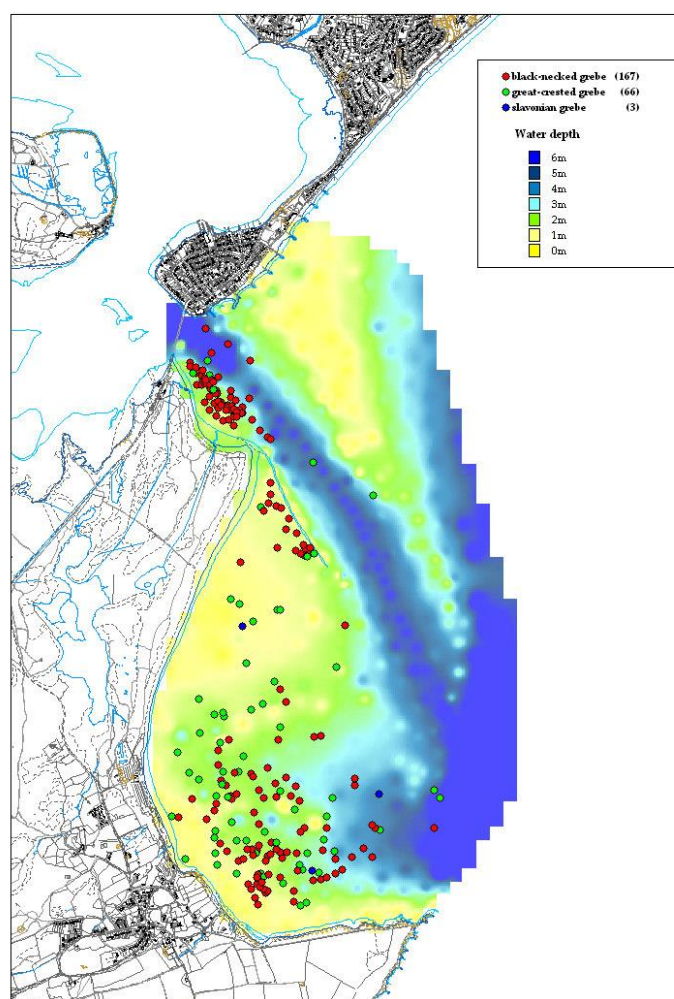 black-necked grebe (167)
great-crested grebe (66)
slavonian grebe (3)
Water depth
6m
5m
4m
3m
2m
1m
0m